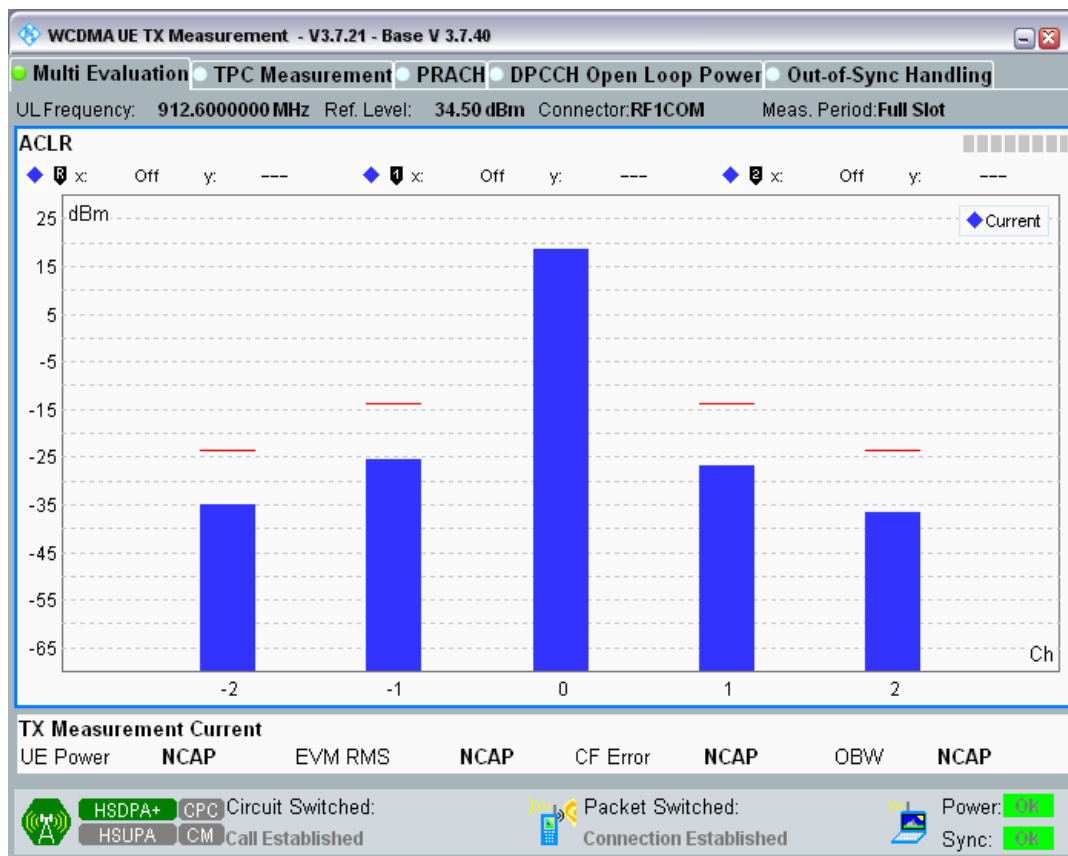 WCDMA UE TX Measurement - V3.7.21 - Base V 3.7.40
Multi Evaluation TPC Measurement PRACH DPCCH Open Loop Power Out-of-Sync Handling
UL Frequency: 912.6000000 MHz Ref. Level: 34.50 dBm Connector:RF1COM Meas. Period:Full Slot
ACLR
R x: Off y: --- 1 x: Off y: --- 2 x: Off y: ---
dBm
Current
25
15
5
-5
-15
-25
-35
-45
-55
-65
Ch
-2 -1 0 1 2
TX Measurement Current
UE Power NCAP EVM RMS NCAP CF Error NCAP OBW NCAP
HSDPA+ CPC Circuit Switched: Packet Switched: Power: OK
HSUPA CM Call Established Connection Established Sync: OK